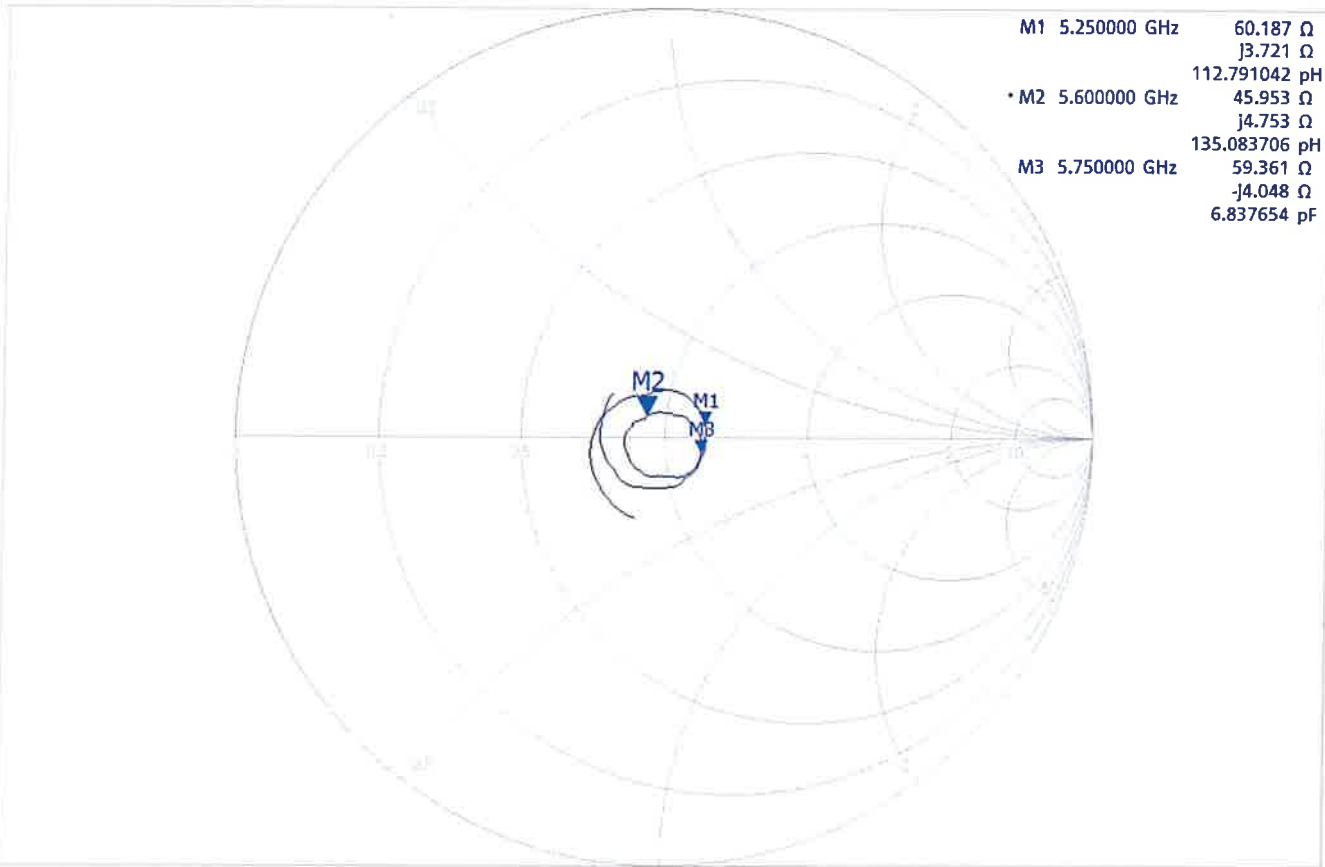 M1 5.250000 GHz 60.187 Ω
j3.721 Ω
112.791042 pH
• M2 5.600000 GHz 45.953 Ω
j4.753 Ω
135.083706 pH
M3 5.750000 GHz 59.361 Ω
-j4.048 Ω
6.837654 pF
M2
M1
M3